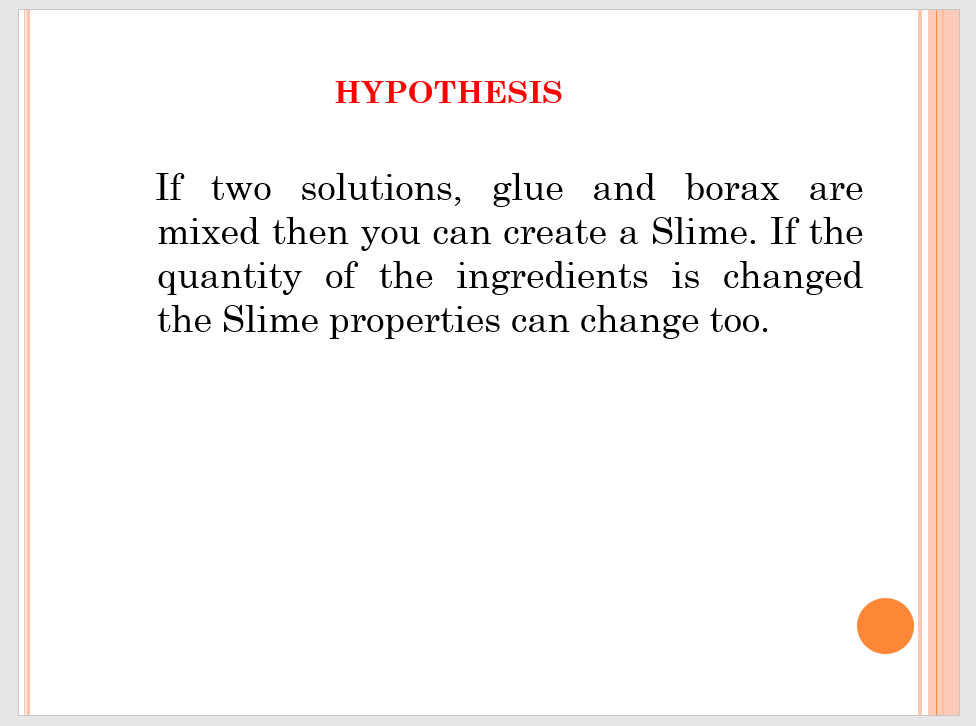 HYPOTHESIS
If two solutions, glue and borax are
mixed then you can create a Slime. If the
quantity of the ingredients is changed
the Slime properties can change too.